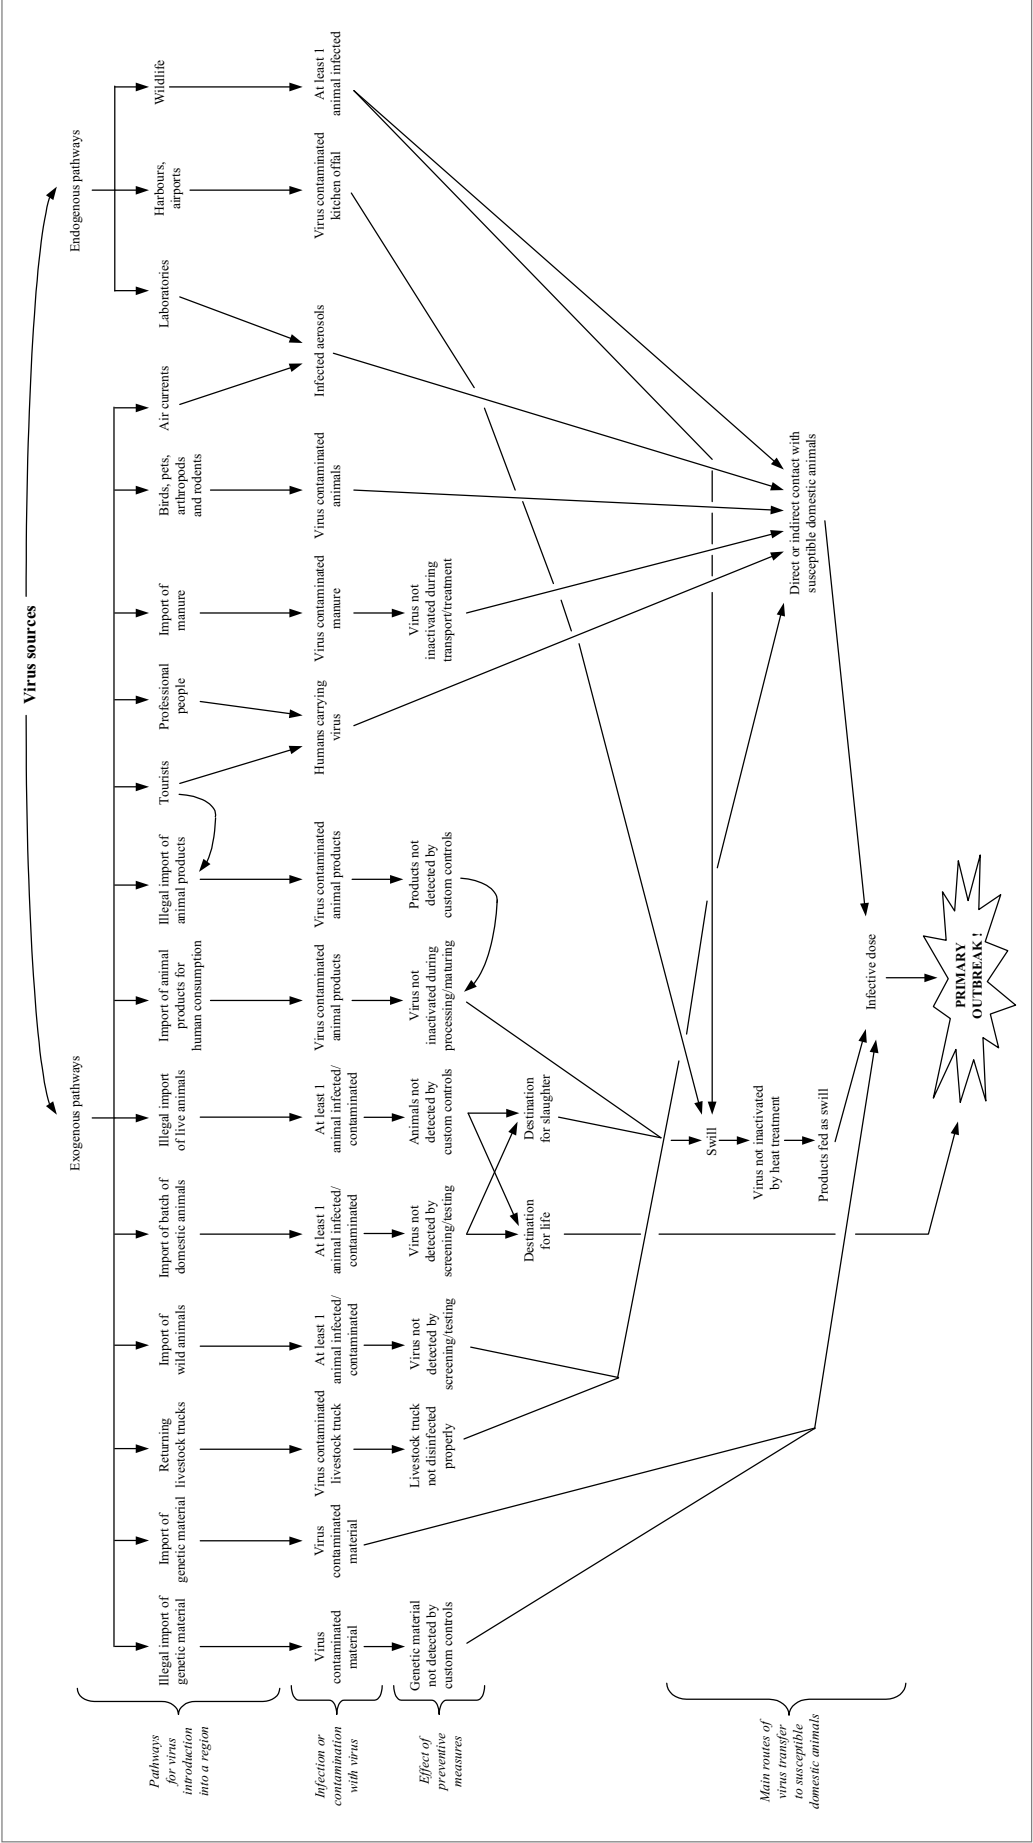 Virus sources
Exogenous pathways
Endogenous pathways
Pathways
for virus
introduction
into a region
Illegal import of
genetic material
Import of
genetic material
Returning
livestock trucks
Import of
wild animals
Import of batch of
domestic animals
Illegal import
of live animals
Import of animal
products for
human consumption
Illegal import of
animal products
Tourists
Professional
people
Import of
manure
Birds, pets,
arthropods
and rodents
Air currents
Laboratories
Harbours,
airports
Wildlife
Infection or
contamination
with virus
Virus
contaminated
material
Virus
contaminated
material
Virus contaminated
livestock truck
At least 1
animal infected/
contaminated
At least 1
animal infected/
contaminated
At least 1
animal infected/
contaminated
Virus contaminated
animal products
Virus contaminated
animal products
Humans carrying
virus
Virus contaminated
manure
Virus contaminated
animals
Infected aerosols
Virus contaminated
kitchen offal
At least 1
animal infected
Effect of
preventive
measures
Genetic material
not detected by
custom controls
Livestock truck
not disinfected
properly
Virus not
detected by
screening/testing
Virus not
detected by
screening/testing
Animals not
detected by
custom controls
Virus not
inactivated during
processing/maturing
Products not
detected by
custom controls
Virus not
inactivated during
transport/treatment
Destination
for life
Destination
for slaughter
Main routes of
virus transfer
to susceptible
domestic animals
Swill
Virus not inactivated
by heat treatment
Products fed as swill
Direct or indirect contact with
susceptible domestic animals
Infective dose
PRIMARY
OUTBREAK !